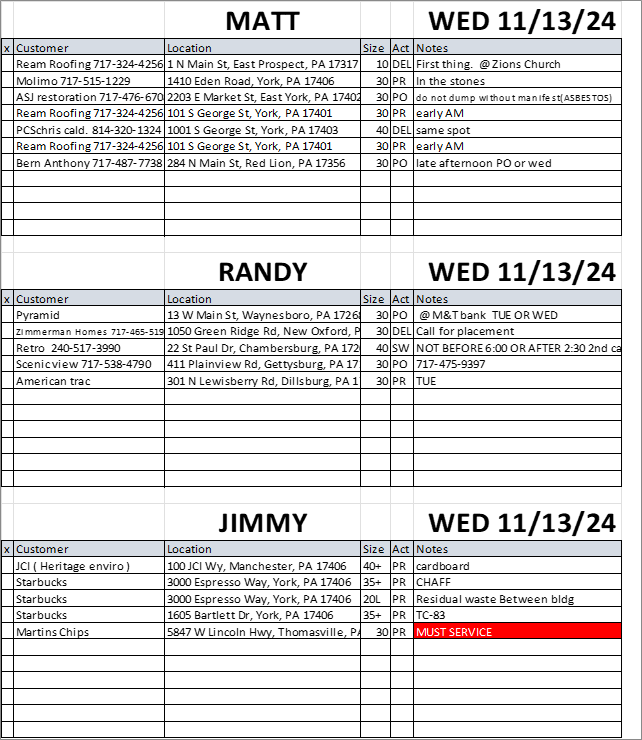 MATT WED 11/13/24
x Customer Location Size Act Notes
Ream Roofing 717-324-4256 1 N Main St, East Prospect, PA 17317 10 DEL First thing. @Zions Church
Molimo 717-515-1229 1410 Eden Road, York, PA 17406 30 PR In the stones
ASJ restoration 717-476-670 2203 E Market St, East York, PA 17402 30 PO do not dump without manifest(ASBESTOS)
Ream Roofing 717-324-4256 101 S George St, York, PA 17401 30 PR early AM
PCSchris cald. 814-320-1324 1001 S George St, York, PA 17403 40 DEL same spot
Ream Roofing 717-324-4256 101 S George St, York, PA 17401 30 PR early AM
Bern Anthony 717-487-7738 284 N Main St, Red Lion, PA 17356 30 PO late afternoon PO or wed
RANDY WED 11/13/24
x Customer Location Size Act Notes
Pyramid 13 W Main St, Waynesboro, PA 17268 30 PO @M&T bank TUE OR WED
Zimmerman Homes 717-465-519 1050 Green Ridge Rd, New Oxford, P 30 DEL Call for placement
Retro 240-517-3990 22 St Paul Dr, Chambersburg, PA 172 40 SW NOT BEFORE 6:00 OR AFTER 2:30 2nd ca
Scenicview 717-538-4790 411 Plainview Rd, Gettysburg, PA 1 30 PO 717-475-9397
American trac 301 N Lewisberry Rd, Dillsburg, PA 1 30 PR TUE
JIMMY WED 11/13/24
x Customer Location Size Act Notes
JCI ( Heritage enviro ) 100 JCI Wy, Manchester, PA 17406 40+ PR cardboard
Starbucks 3000 Espresso Way, York, PA 17406 35+ PR CHAFF
Starbucks 3000 Espresso Way, York, PA 17406 20L PR Residual waste Between bldg
Starbucks 1605 Bartlett Dr, York, PA 17406 35+ PR TC-83
Martins Chips 5847 W Lincoln Hwy, Thomasville, PA 30 PR MUST SERVICE